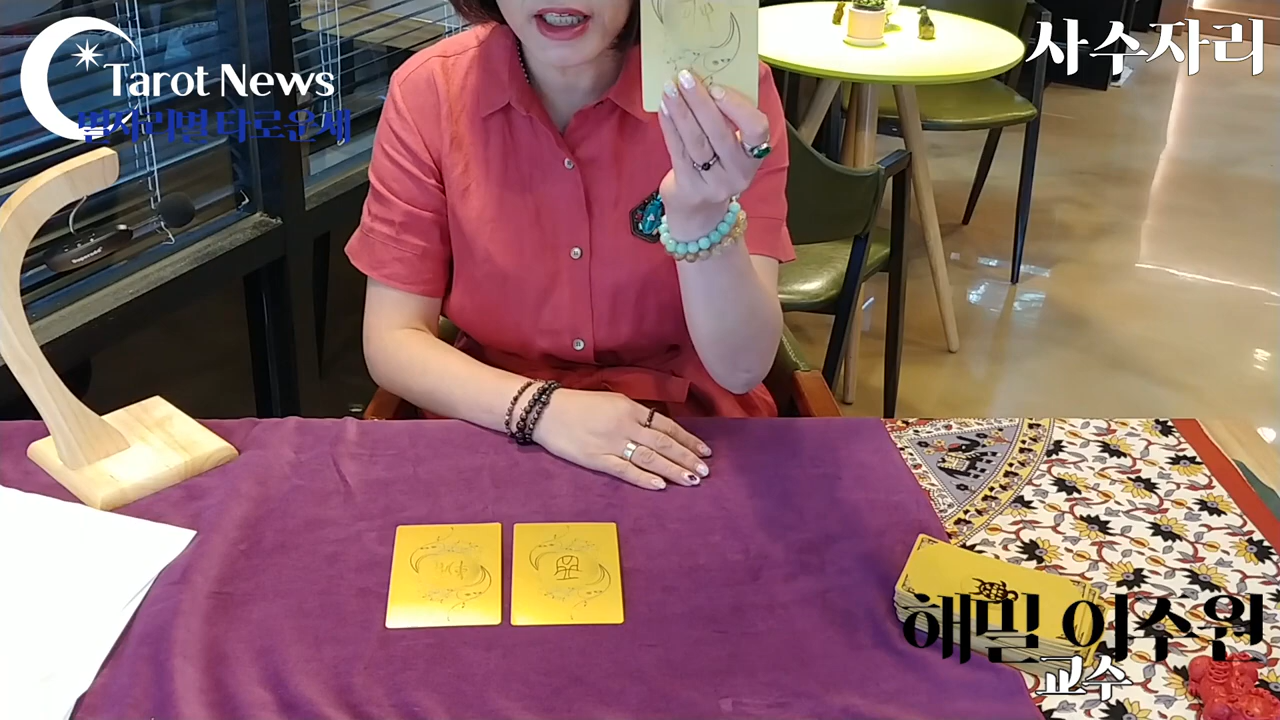 Tarot News
별자리별 타로운세
사수자리
해밀 이수원
교수